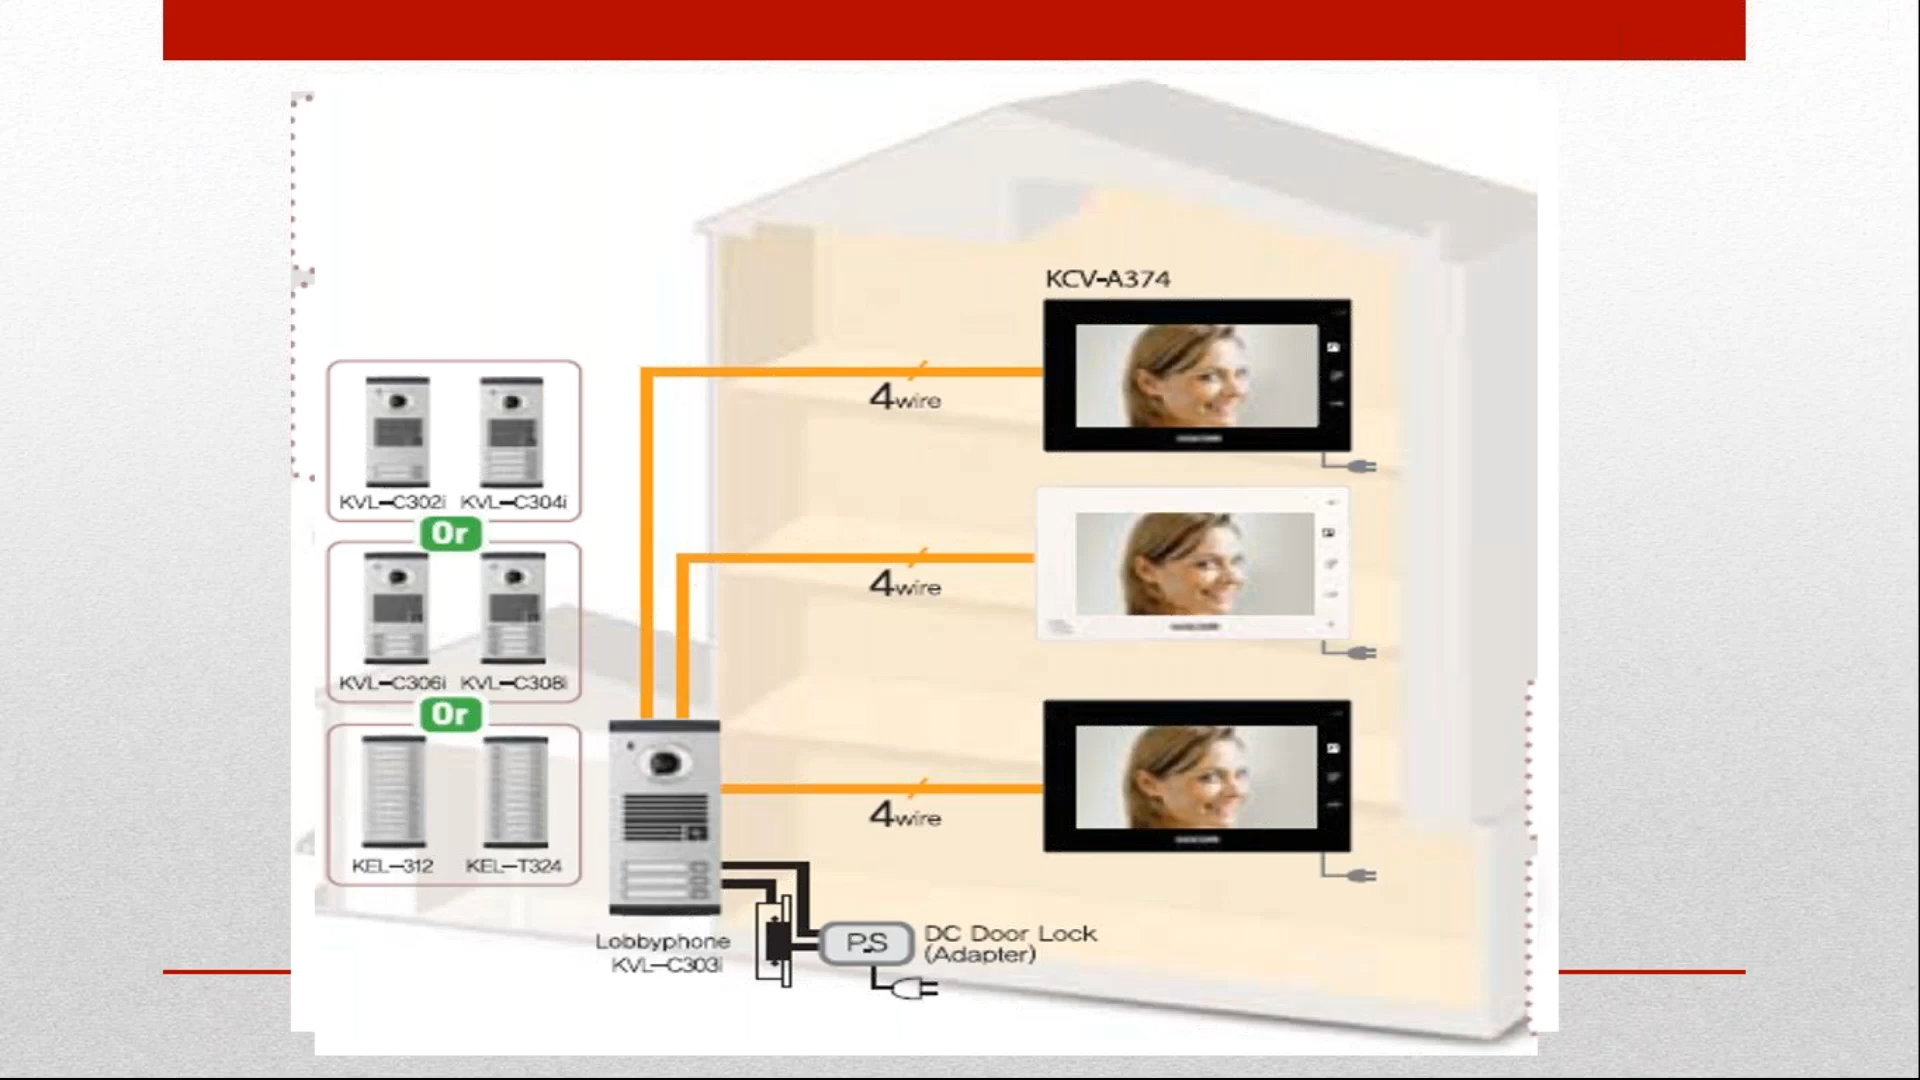 KCV-A374
4wire
KVL-C302i KVL-C304i
Or
4wire
KVL-C306i KVL-C308i
Or
4wire
KEL-312 KEL-T324
Lobbyphone
KVL-C303i
P.S
DC Door Lock
(Adapter)